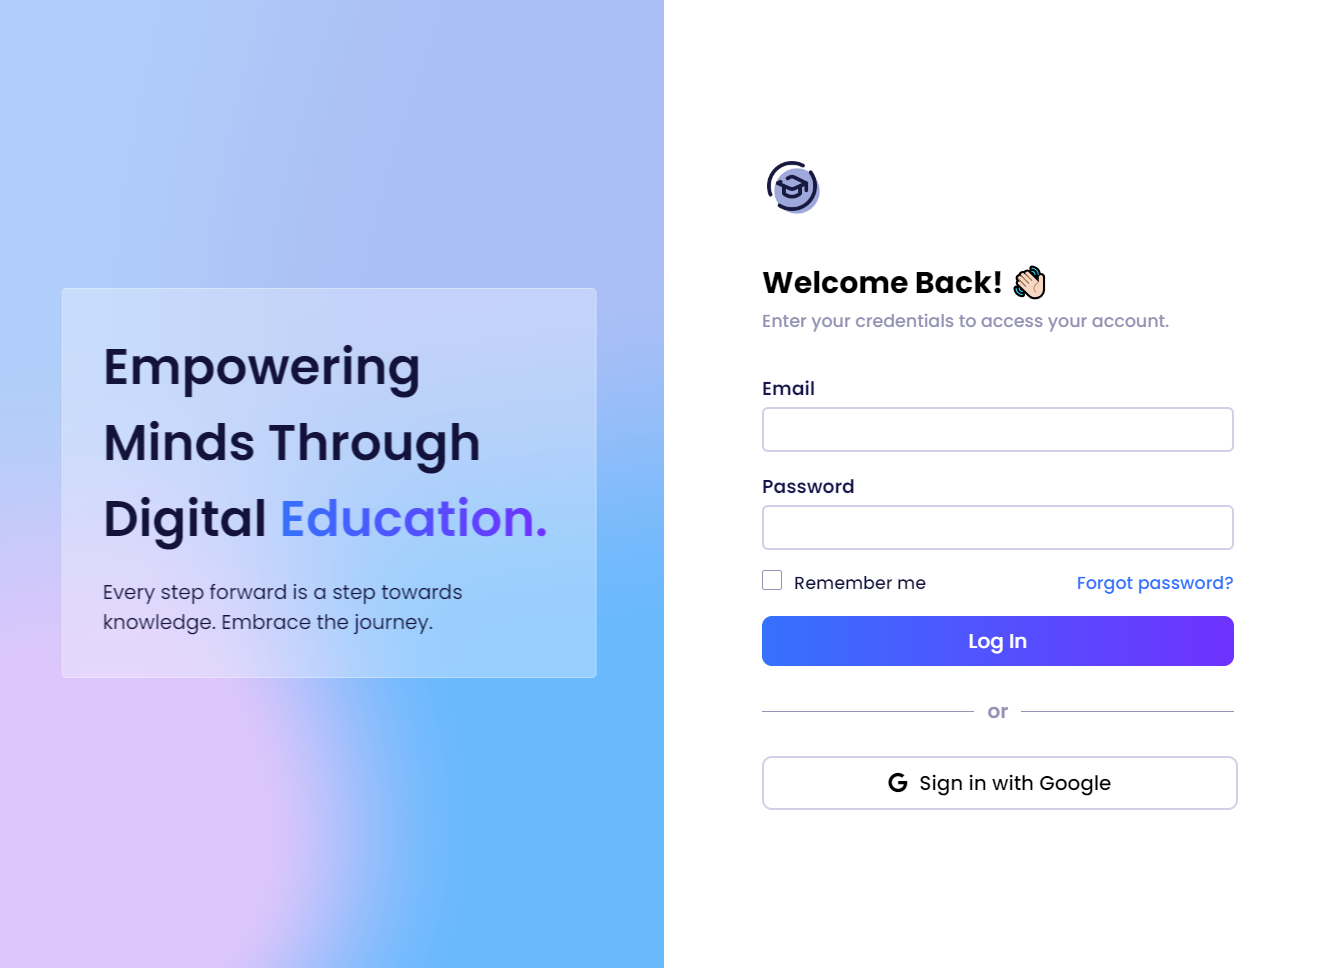 Empowering
Minds Through
Digital Education.
Every step forward is a step towards
knowledge. Embrace the journey.
Welcome Back! 👋🏻
Enter your credentials to access your account.
Email
Password
Remember me
Forgot password?
Log In
or
Sign in with Google